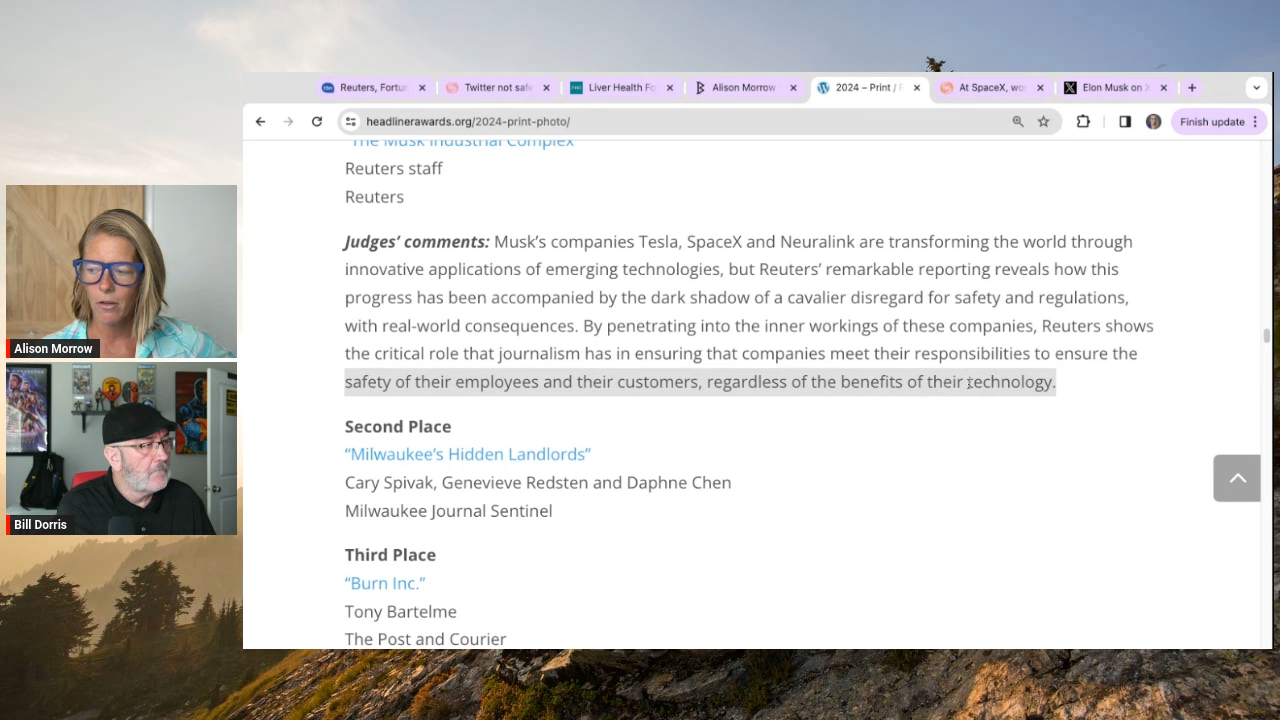 Reuters, Fortun
Twitter not safe
Liver Health Fo
Alison Morrow
2024 – Print / P
At SpaceX, wo
Elon Musk on X
headlinerawards.org/2024-print-photo/
Finish update
"The Musk Industrial Complex"
Reuters staff
Reuters
Judges’ comments: Musk’s companies Tesla, SpaceX and Neuralink are transforming the world through
innovative applications of emerging technologies, but Reuters’ remarkable reporting reveals how this
progress has been accompanied by the dark shadow of a cavalier disregard for safety and regulations,
with real-world consequences. By penetrating into the inner workings of these companies, Reuters shows
the critical role that journalism has in ensuring that companies meet their responsibilities to ensure the
safety of their employees and their customers, regardless of the benefits of their technology.
Second Place
“Milwaukee’s Hidden Landlords”
Cary Spivak, Genevieve Redsten and Daphne Chen
Milwaukee Journal Sentinel
Third Place
“Burn Inc.”
Tony Bartelme
The Post and Courier
Alison Morrow
Bill Dorris